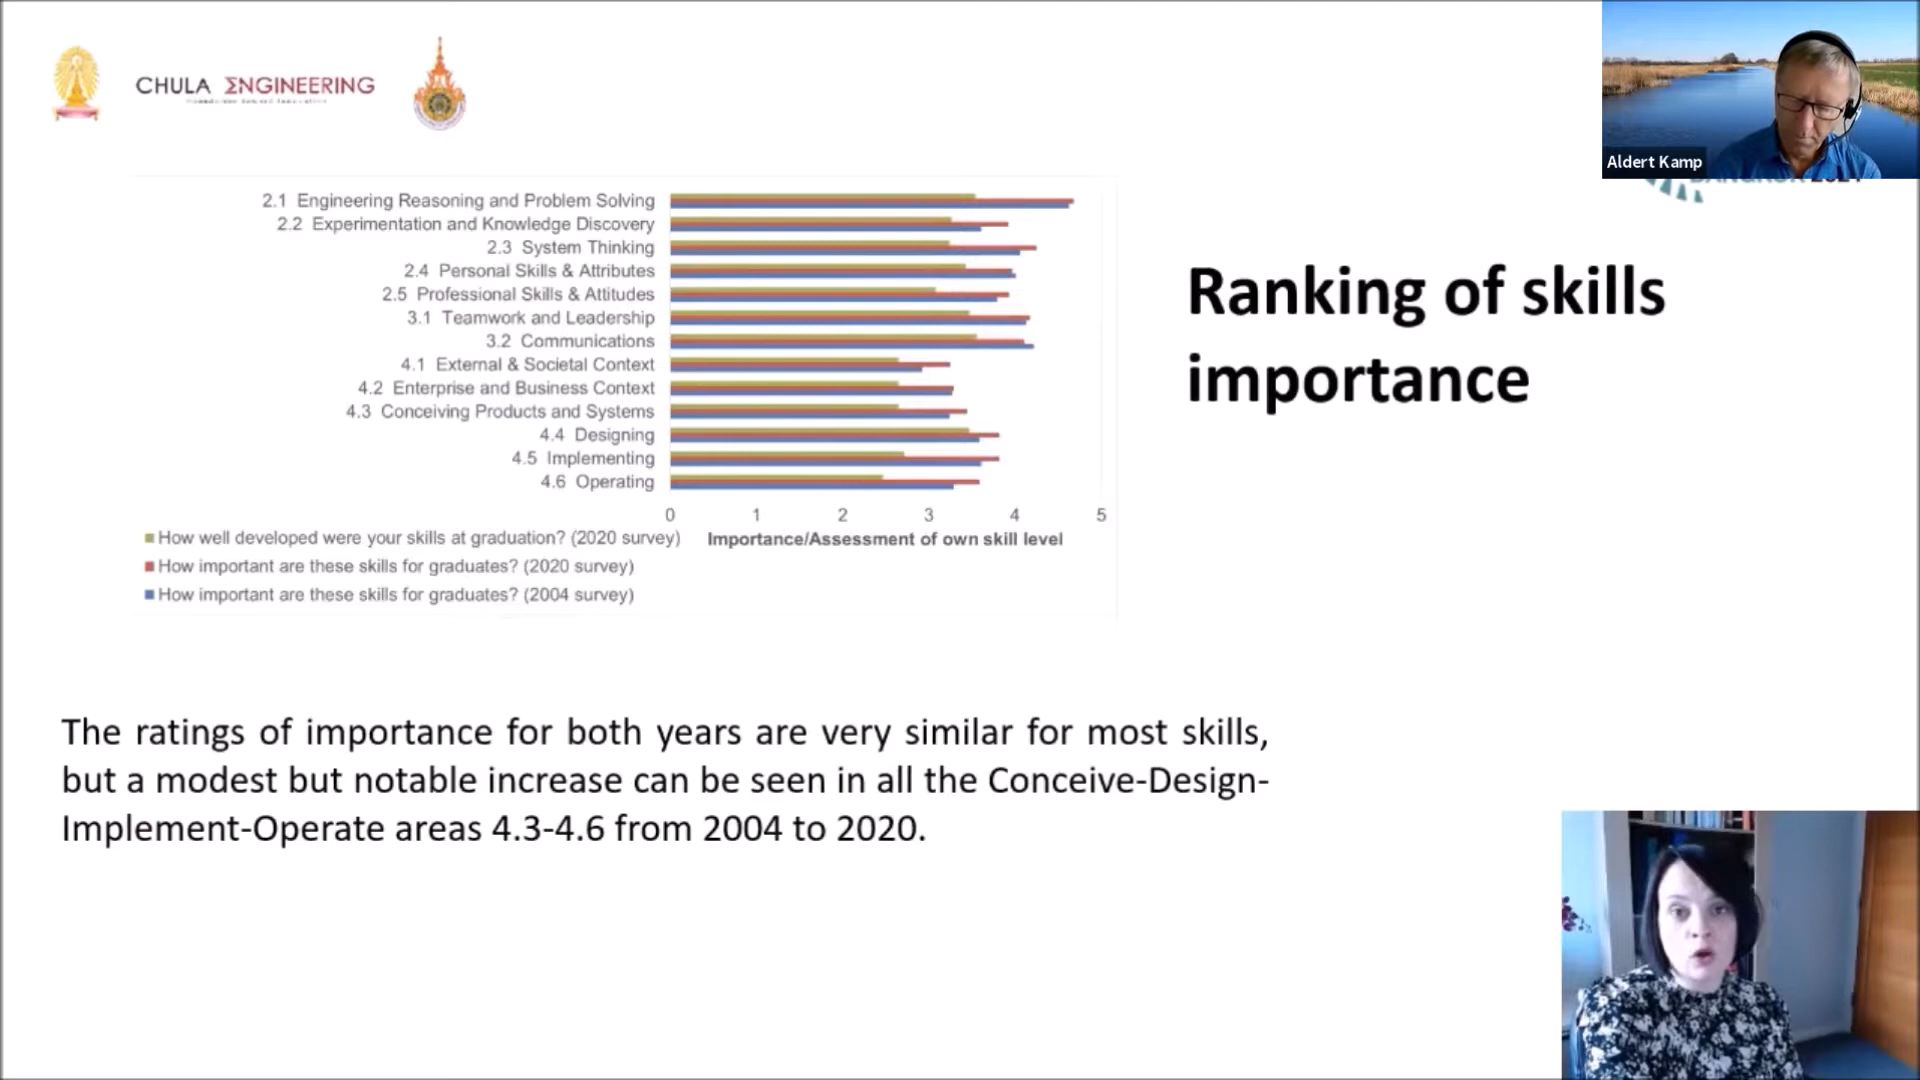 CHULA ΣNGINEERING
Aldert Kamp
2.1 Engineering Reasoning and Problem Solving
2.2 Experimentation and Knowledge Discovery
2.3 System Thinking
2.4 Personal Skills & Attributes
2.5 Professional Skills & Attitudes
3.1 Teamwork and Leadership
3.2 Communications
4.1 External & Societal Context
4.2 Enterprise and Business Context
4.3 Conceiving Products and Systems
4.4 Designing
4.5 Implementing
4.6 Operating
0 1 2 3 4 5
Importance/Assessment of own skill level
How well developed were your skills at graduation? (2020 survey)
How important are these skills for graduates? (2020 survey)
How important are these skills for graduates? (2004 survey)
Ranking of skills
importance
The ratings of importance for both years are very similar for most skills,
but a modest but notable increase can be seen in all the Conceive-Design-
Implement-Operate areas 4.3-4.6 from 2004 to 2020.